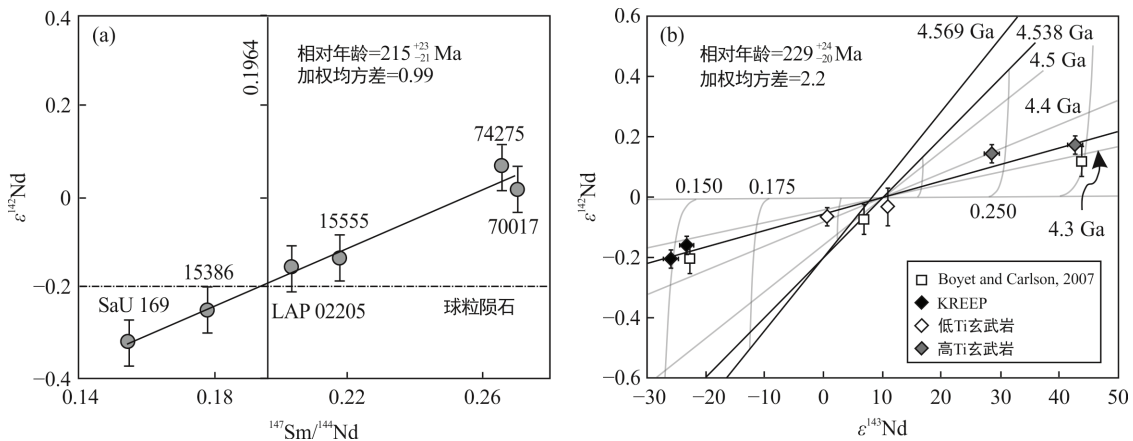 (a)
相对年龄=215 +23 −21 Ma
加权均方差=0.99
0.1964
74275
70017
15555
15386
SaU 169
LAP 02205
球粒陨石
0.4
0.2
0
−0.2
−0.4
0.14
0.18
0.22
0.26
ε¹⁴²Nd
¹⁴⁷Sm/¹⁴⁴Nd
(b)
相对年龄=229 +24 −20 Ma
加权均方差=2.2
4.569 Ga
4.538 Ga
4.5 Ga
4.4 Ga
4.3 Ga
0.150
0.175
0.250
Boyet and Carlson, 2007
KREEP
低Ti玄武岩
高Ti玄武岩
0.6
0.4
0.2
0
−0.2
−0.4
−0.6
−30
−20
−10
0
10
20
30
40
50
ε¹⁴²Nd
ε¹⁴³Nd